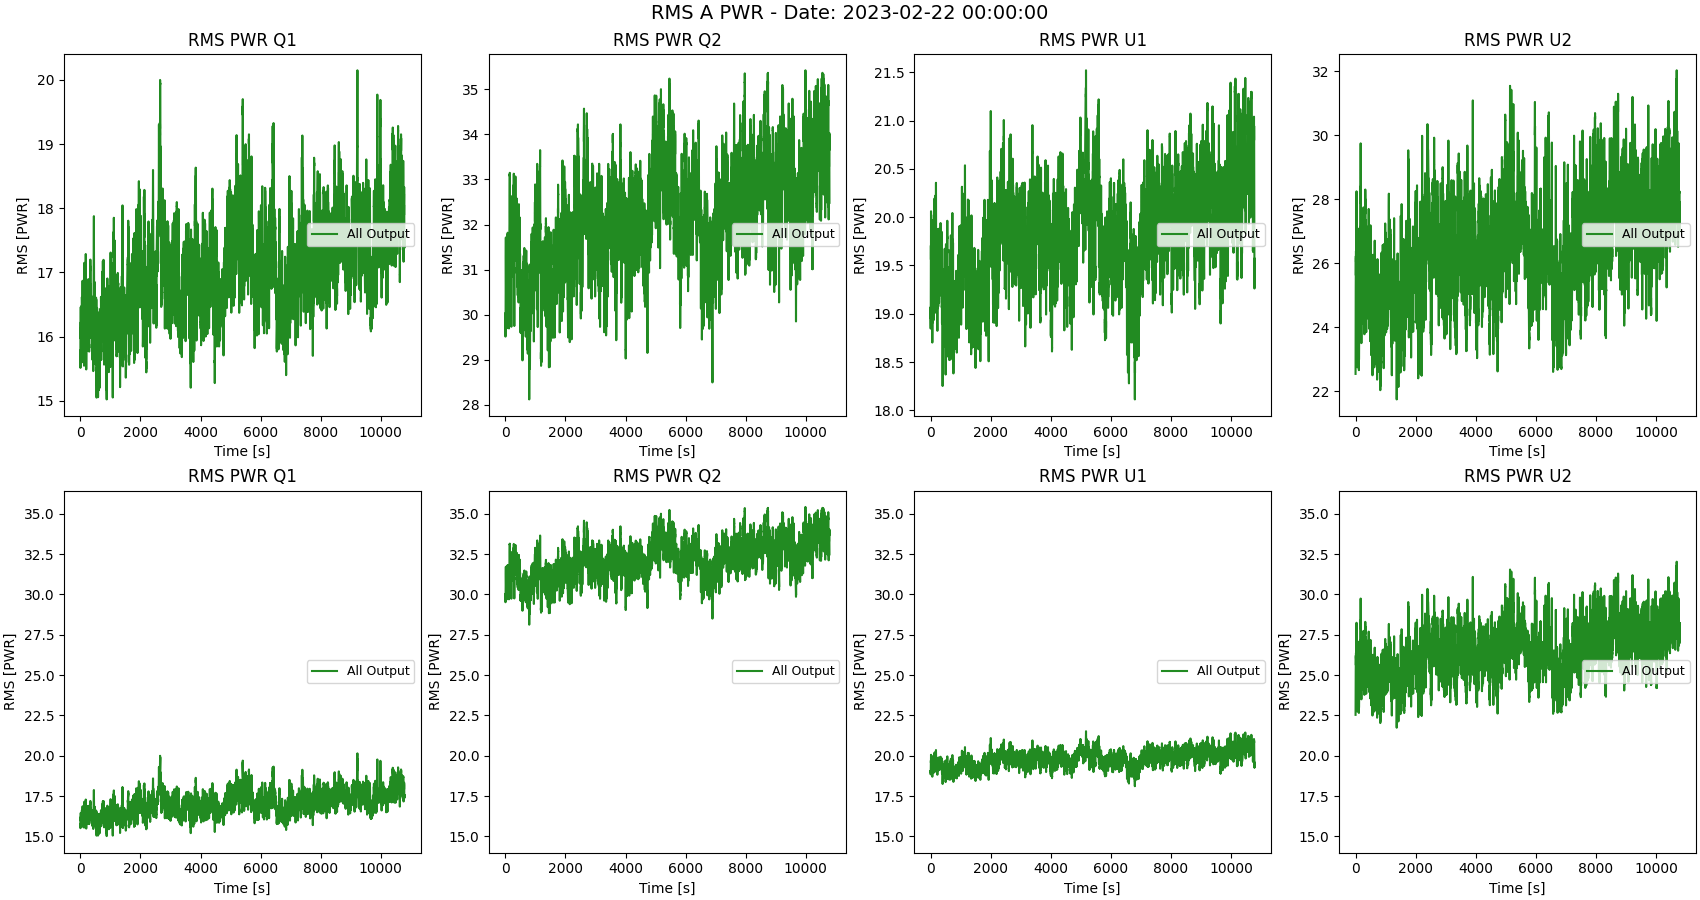 RMS A PWR - Date: 2023-02-22 00:00:00
RMS PWR Q1
RMS [PWR]
20
19
18
17
16
15
All Output
0 2000 4000 6000 8000 10000
Time [s]
RMS PWR Q2
RMS [PWR]
35
34
33
32
31
30
29
28
All Output
0 2000 4000 6000 8000 10000
Time [s]
RMS PWR U1
RMS [PWR]
21.5
21.0
20.5
20.0
19.5
19.0
18.5
18.0
All Output
0 2000 4000 6000 8000 10000
Time [s]
RMS PWR U2
RMS [PWR]
32
30
28
26
24
22
All Output
0 2000 4000 6000 8000 10000
Time [s]
RMS PWR Q1
RMS [PWR]
35.0
32.5
30.0
27.5
25.0
22.5
20.0
17.5
15.0
All Output
0 2000 4000 6000 8000 10000
Time [s]
RMS PWR Q2
RMS [PWR]
35.0
32.5
30.0
27.5
25.0
22.5
20.0
17.5
15.0
All Output
0 2000 4000 6000 8000 10000
Time [s]
RMS PWR U1
RMS [PWR]
35.0
32.5
30.0
27.5
25.0
22.5
20.0
17.5
15.0
All Output
0 2000 4000 6000 8000 10000
Time [s]
RMS PWR U2
RMS [PWR]
35.0
32.5
30.0
27.5
25.0
22.5
20.0
17.5
15.0
All Output
0 2000 4000 6000 8000 10000
Time [s]